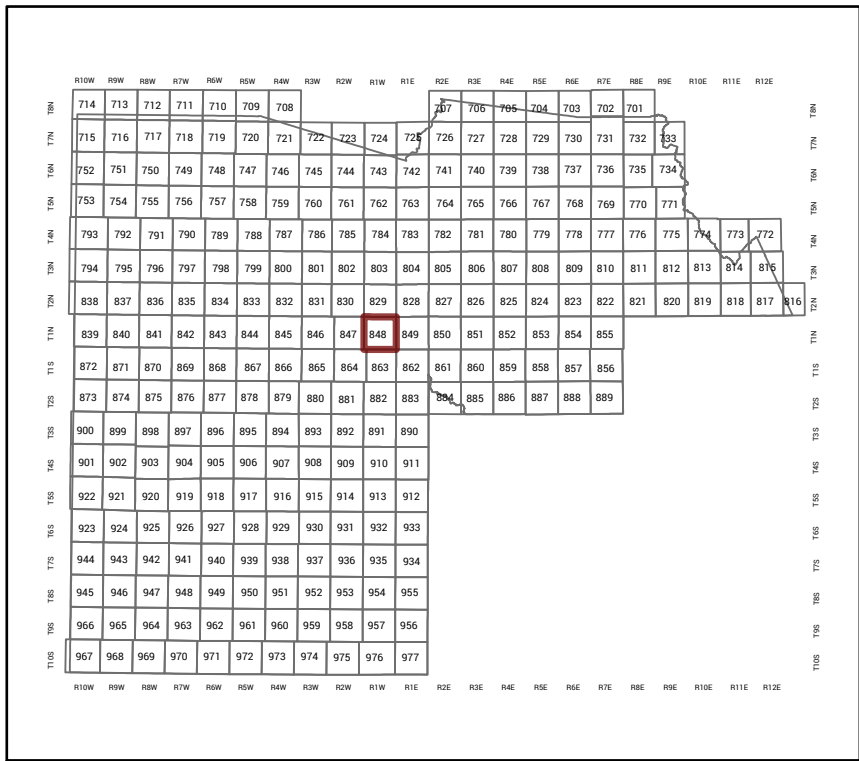 R10W R9W R8W R7W R6W R5W R4W R3W R2W R1W R1E R2E R3E R4E R5E R6E R7E R8E R9E R10E R11E R12E
T8N 714 713 712 711 710 709 708 707 706 705 704 703 702 701 T8N
T7N 715 716 717 718 719 720 721 722 723 724 725 726 727 728 729 730 731 732 733 T7N
T6N 752 751 750 749 748 747 746 745 744 743 742 741 740 739 738 737 736 735 734 T6N
T5N 753 754 755 756 757 758 759 760 761 762 763 764 765 766 767 768 769 770 771 T5N
T4N 793 792 791 790 789 788 787 786 785 784 783 782 781 780 779 778 777 776 775 774 773 772 T4N
T3N 794 795 796 797 798 799 800 801 802 803 804 805 806 807 808 809 810 811 812 813 814 815 T3N
T2N 838 837 836 835 834 833 832 831 830 829 828 827 826 825 824 823 822 821 820 819 818 817 816 T2N
T1N 839 840 841 842 843 844 845 846 847 848 849 850 851 852 853 854 855 T1N
T1S 872 871 870 869 868 867 866 865 864 863 862 861 860 859 858 857 856 T1S
T2S 873 874 875 876 877 878 879 880 881 882 883 884 885 886 887 888 889 T2S
T3S 900 899 898 897 896 895 894 893 892 891 890 T3S
T4S 901 902 903 904 905 906 907 908 909 910 911 T4S
T5S 922 921 920 919 918 917 916 915 914 913 912 T5S
T6S 923 924 925 926 927 928 929 930 931 932 933 T6S
T7S 944 943 942 941 940 939 938 937 936 935 934 T7S
T8S 945 946 947 948 949 950 951 952 953 954 955 T8S
T9S 966 965 964 963 962 961 960 959 958 957 956 T9S
T10S 967 968 969 970 971 972 973 974 975 976 977 T10S
R10W R9W R8W R7W R6W R5W R4W R3W R2W R1W R1E R2E R3E R4E R5E R6E R7E R8E R9E R10E R11E R12E